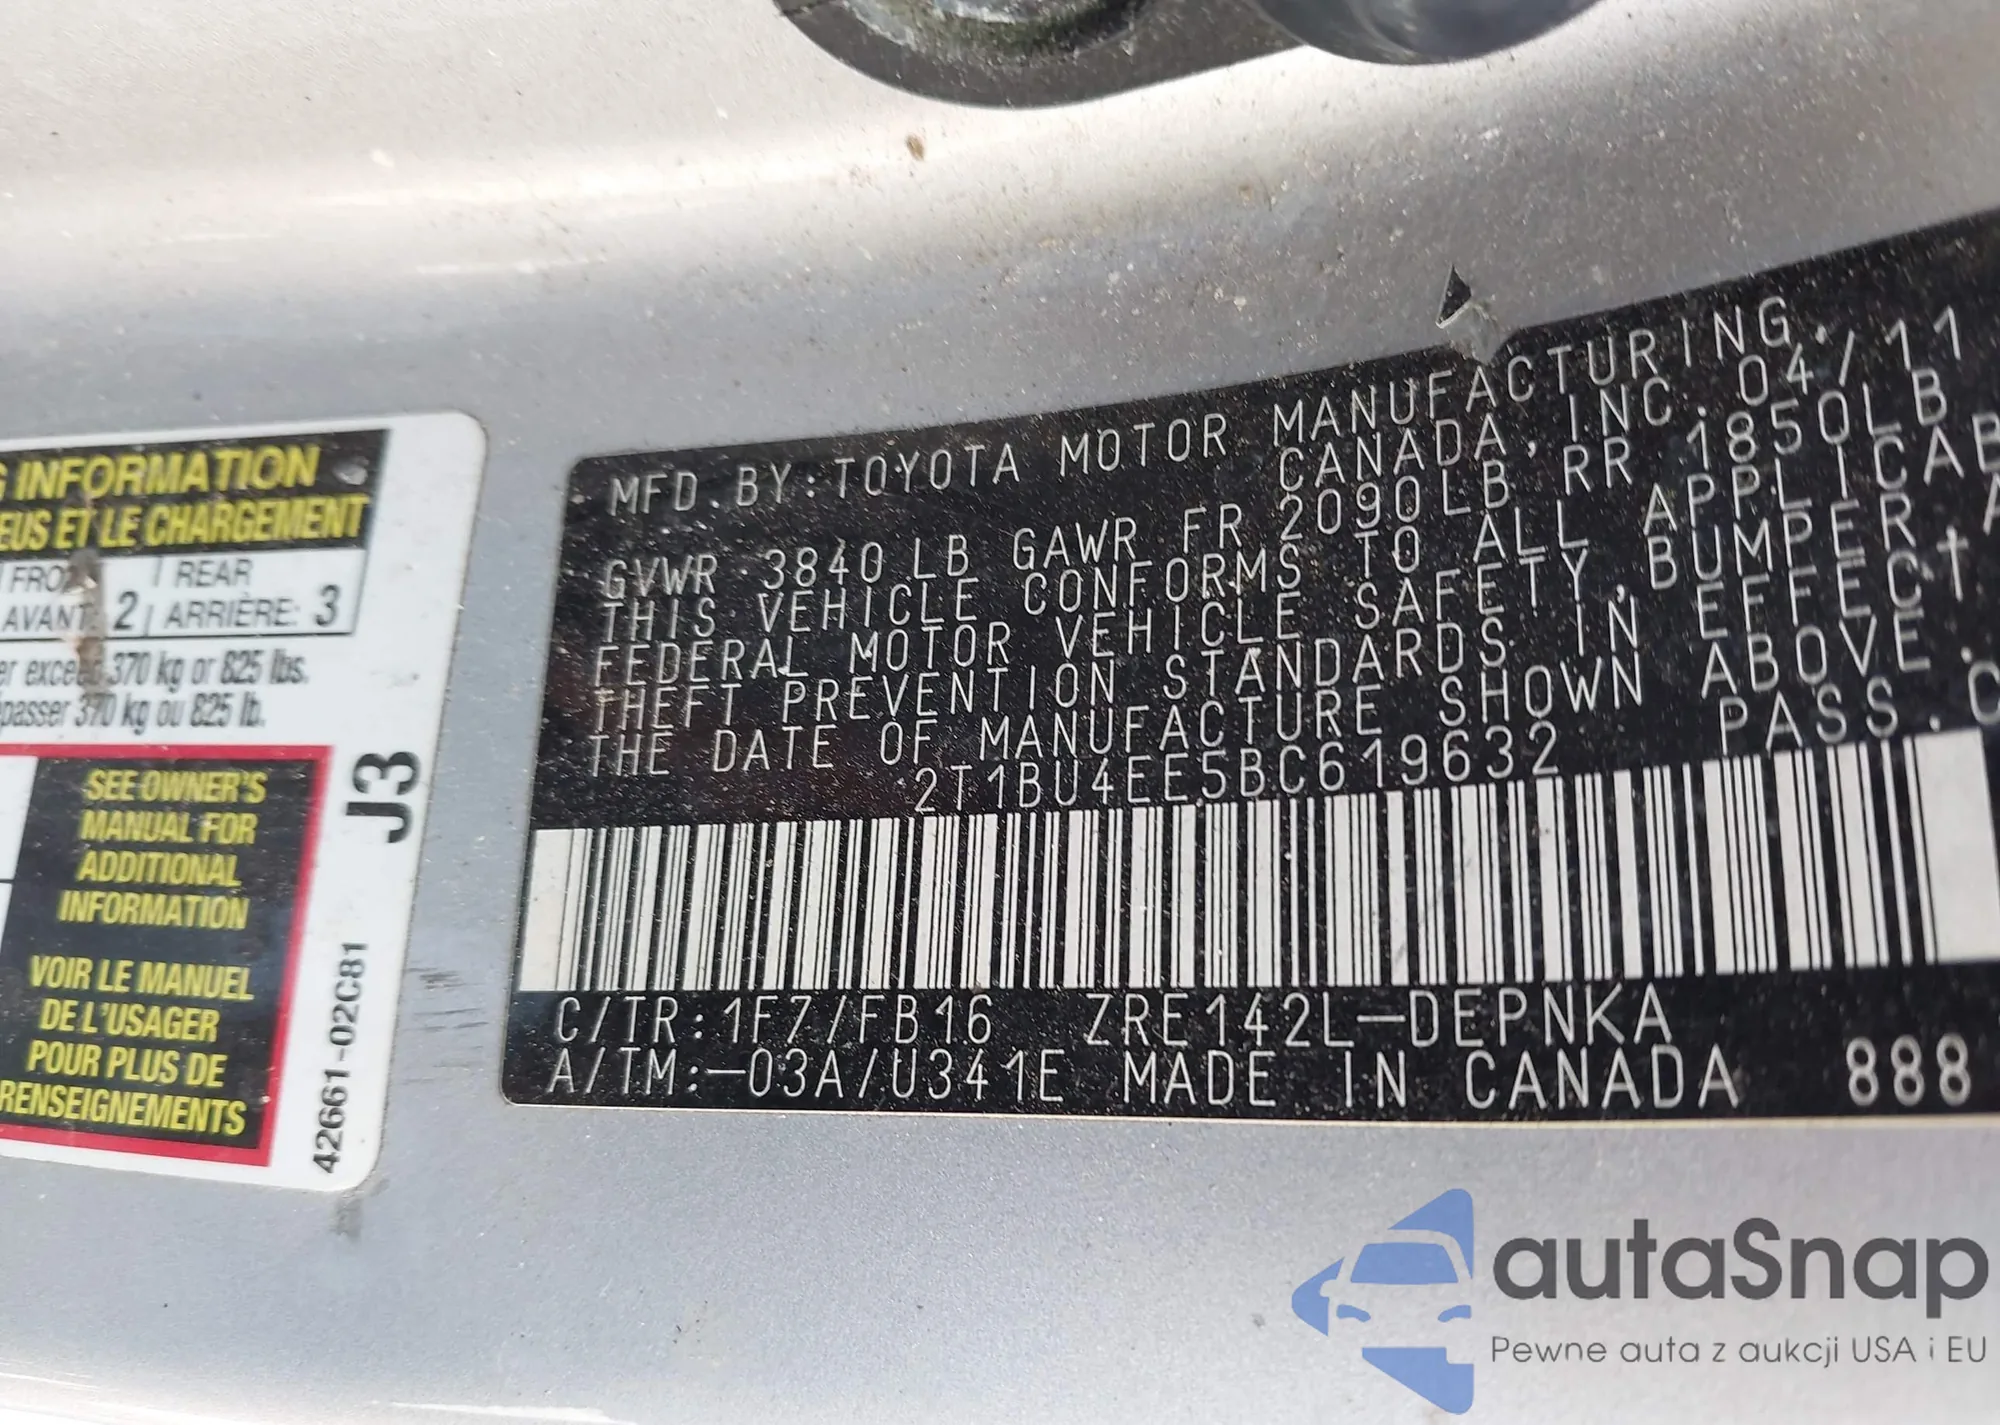 INFORMATION
EUS ET LE CHARGEMENT
REAR
AVANT: 2 ARRIÈRE: 3
er exceed 370 kg or 825 lbs.
passer 370 kg ou 825 lb.
SEE OWNER'S
MANUAL FOR
ADDITIONAL
INFORMATION
VOIR LE MANUEL
DE L'USAGER
POUR PLUS DE
RENSEIGNEMENTS
J3
42661-02C81
MFD.BY:TOYOTA MOTOR MANUFACTURING
CANADA, INC. 04/11
GVWR 3840LB GAWR FR 2090LB RR 1850LB
THIS VEHICLE CONFORMS TO ALL APPLICAB
FEDERAL MOTOR VEHICLE SAFETY,BUMPER A
THEFT PREVENTION STANDARDS IN EFFECT
THE DATE OF MANUFACTURE SHOWN ABOVE.
2T1BU4EE5BC619632 PASS.C
C/TR:1F7/FB16 ZRE142L-DEPNKA
A/TM:-03A/U341E MADE IN CANADA 888
autaSnap
Pewne auta z aukcji USA i EU